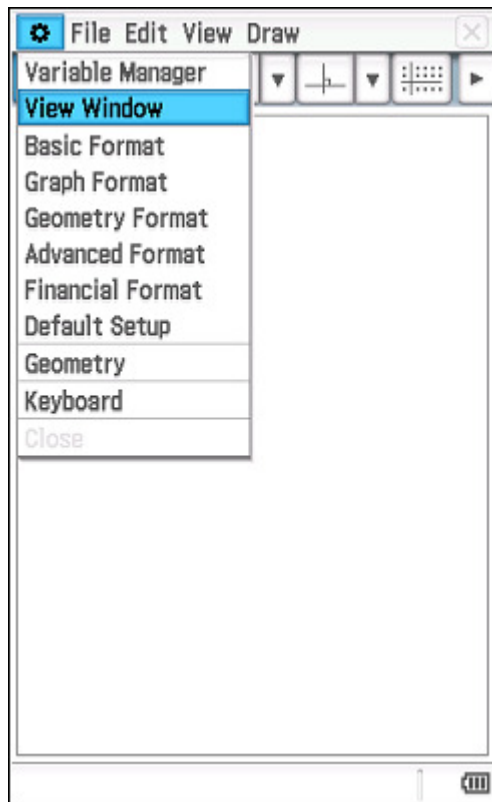 File Edit View Draw
Variable Manager
View Window
Basic Format
Graph Format
Geometry Format
Advanced Format
Financial Format
Default Setup
Geometry
Keyboard
Close